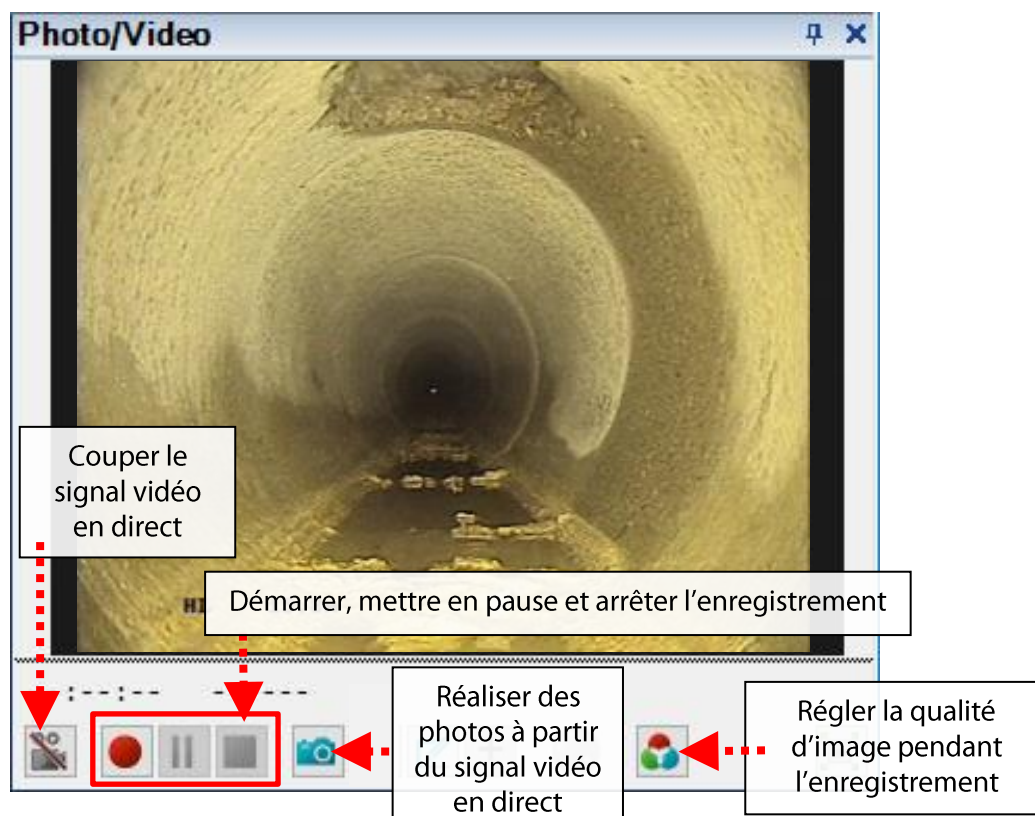 Photo/Video
Couper le
signal vidéo
en direct
Démarrer, mettre en pause et arrêter l’enregistrement
Réaliser des
photos à partir
du signal vidéo
en direct
Régler la qualité
d’image pendant
l’enregistrement